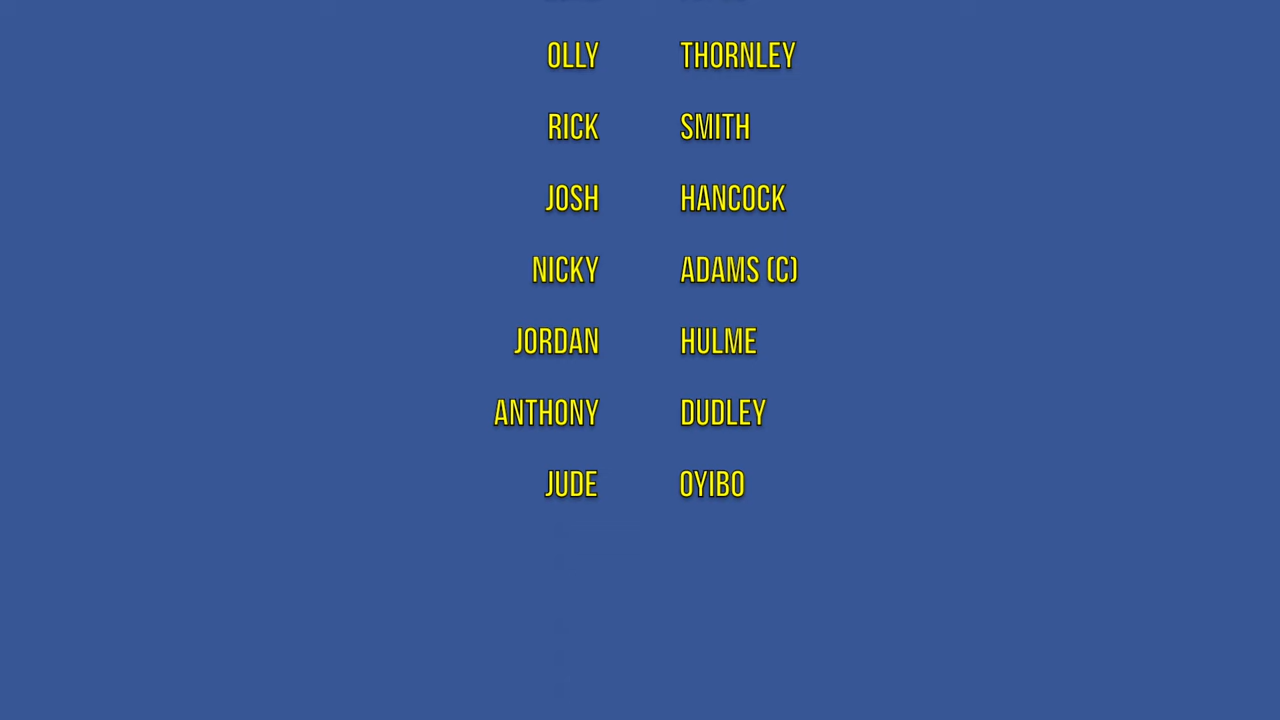 OLLY THORNLEY
RICK SMITH
JOSH HANCOCK
NICKY ADAMS (C)
JORDAN HULME
ANTHONY DUDLEY
JUDE OYIBO